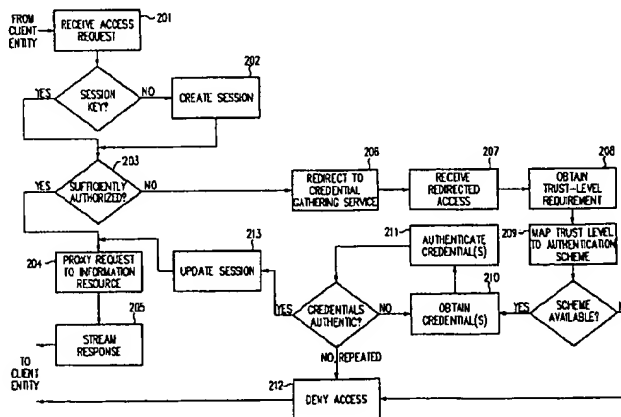 FROM
CLIENT
ENTITY
RECEIVE ACCESS
REQUEST
201
SESSION
KEY?
YES
NO
202
CREATE SESSION
203
SUFFICIENTLY
AUTHORIZED?
YES
NO
206
REDIRECT TO
CREDENTIAL
GATHERING SERVICE
207
RECEIVE
REDIRECTED
ACCESS
208
OBTAIN
TRUST-LEVEL
REQUIREMENT
209
MAP TRUST LEVEL
TO AUTHENTICATION
SCHEME
204
PROXY REQUEST
TO INFORMATION
RESOURCE
213
UPDATE SESSION
211
AUTHENTICATE
CREDENTIAL(S)
210
OBTAIN
CREDENTIAL(S)
CREDENTIALS
AUTHENTIC?
YES
NO
SCHEME
AVAILABLE?
YES
205
STREAM
RESPONSE
NO, REPEATED
TO
CLIENT
ENTITY
212
DENY ACCESS